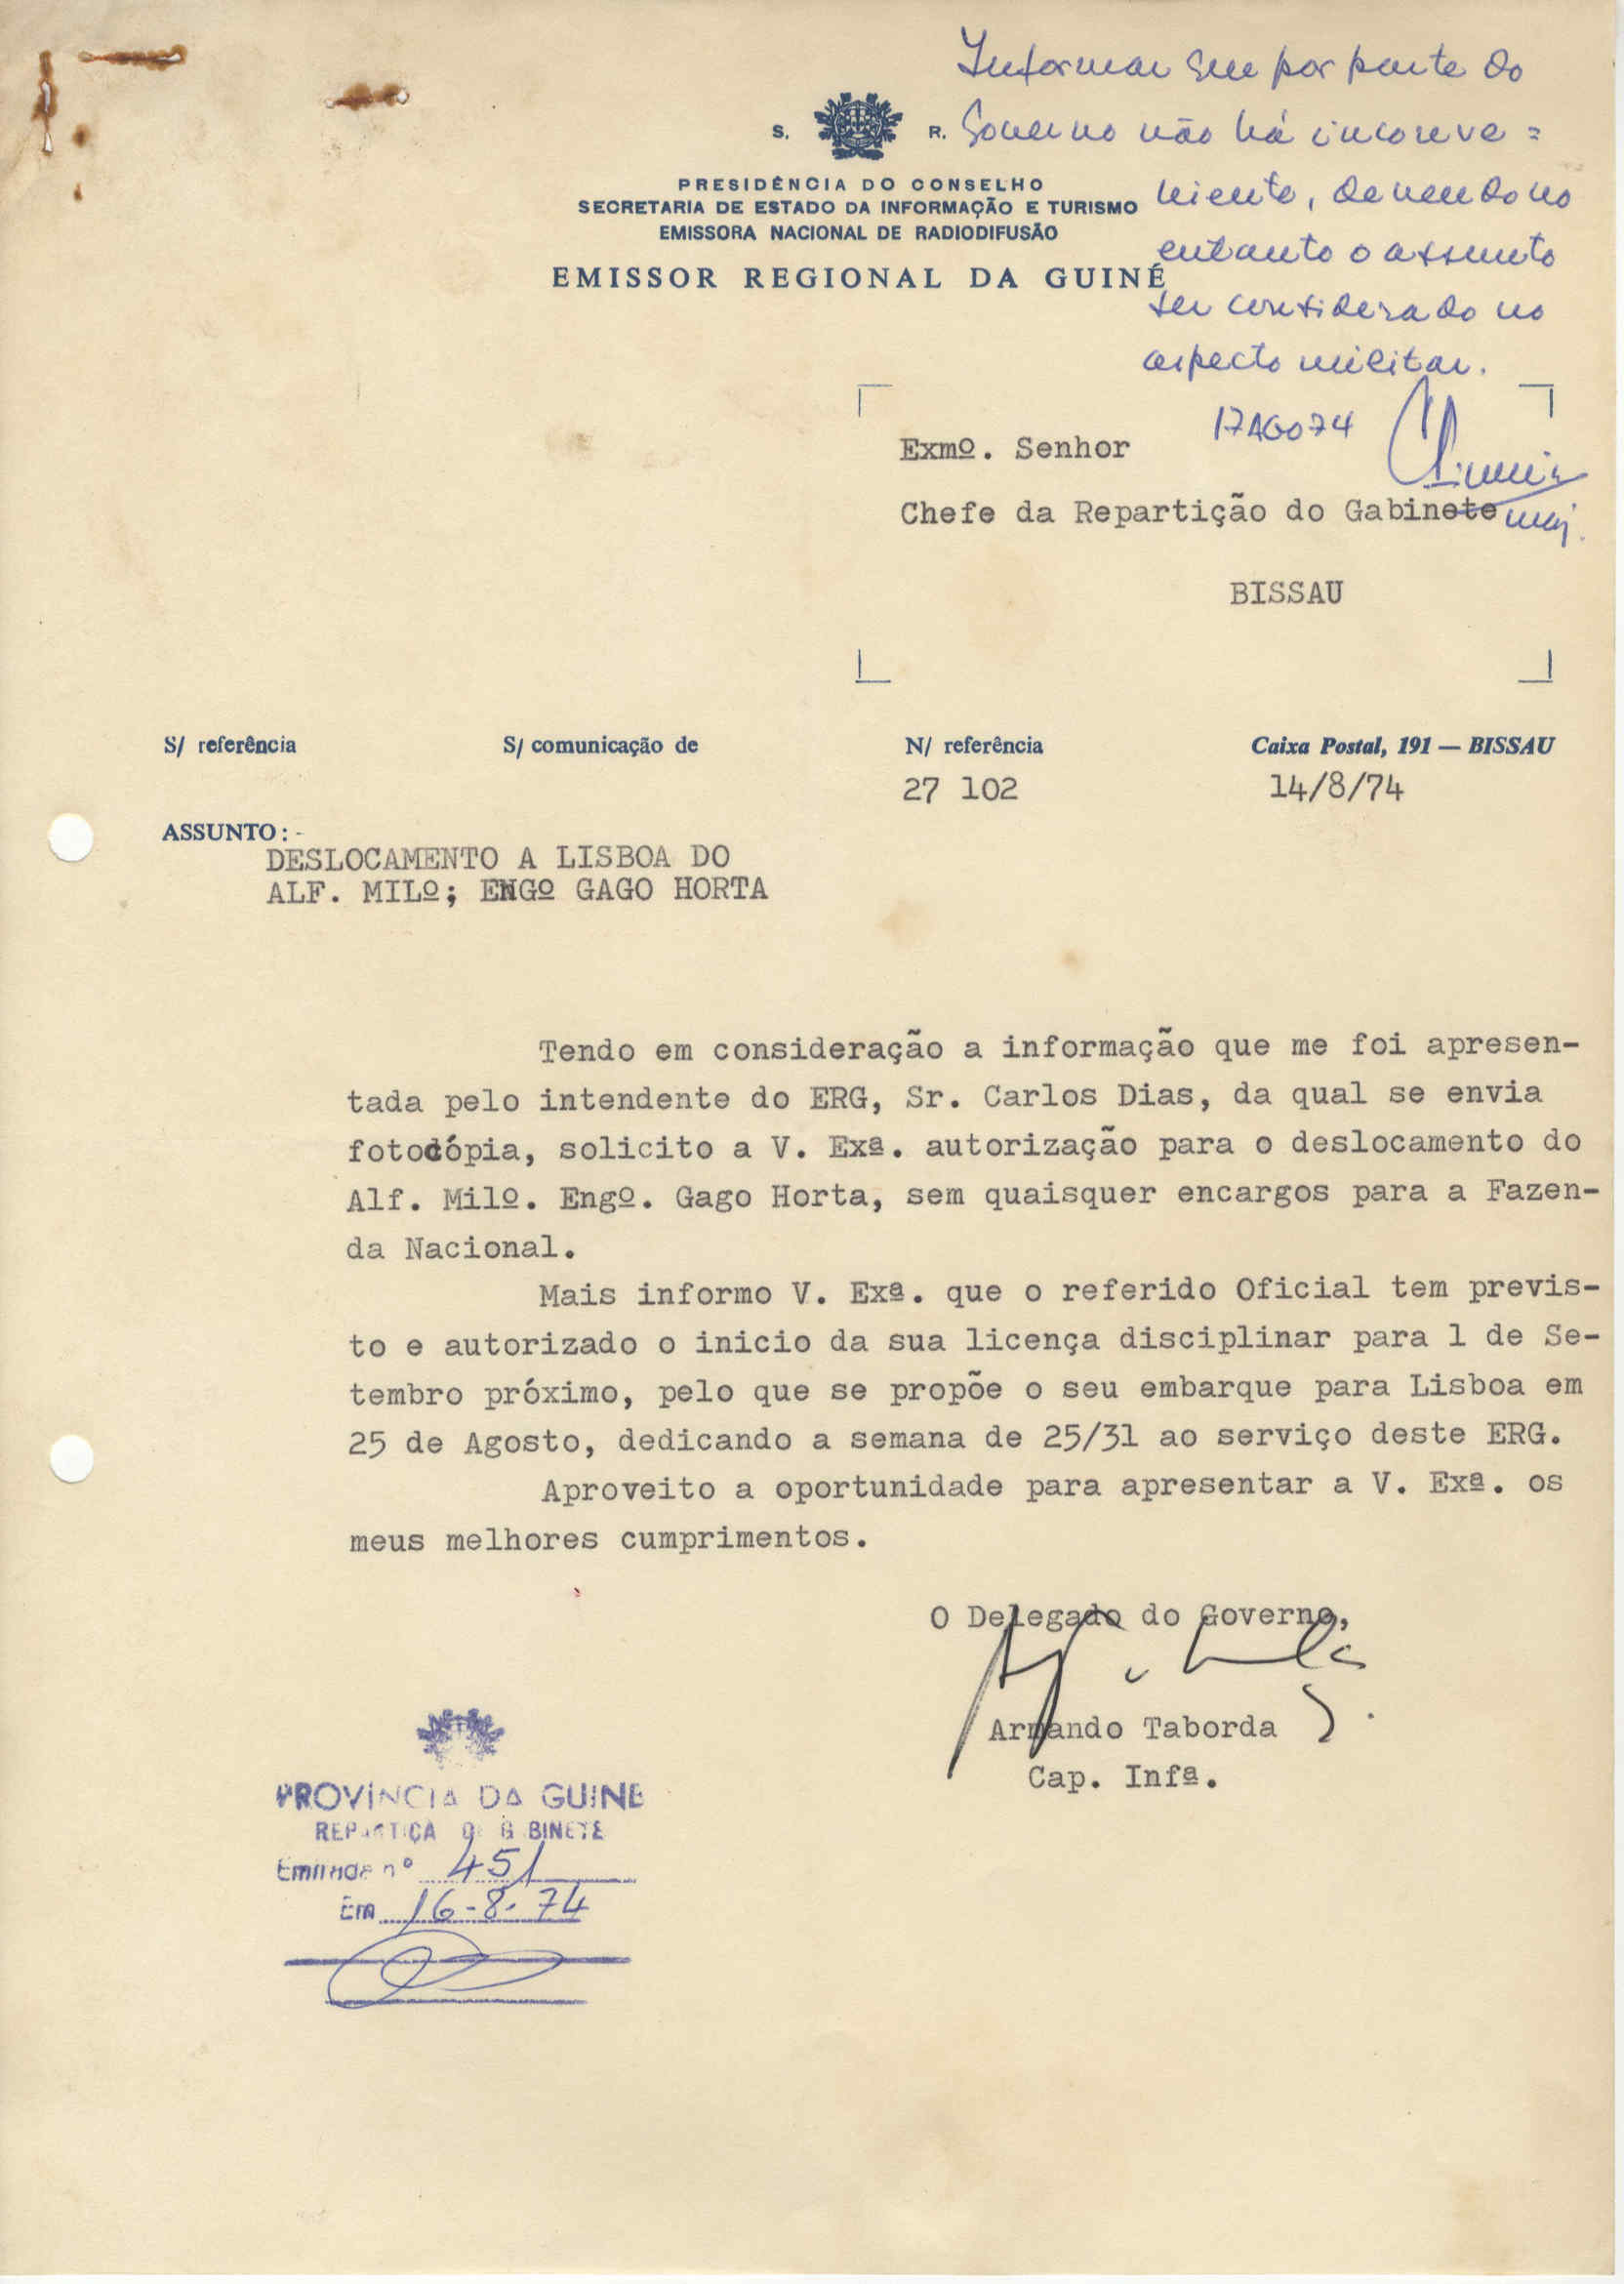 Informar que por parte do
S. R. Governo não há inconve=
PRESIDÊNCIA DO CONSELHO
SECRETARIA DE ESTADO DA INFORMAÇÃO E TURISMO
niente, devendo no
EMISSORA NACIONAL DE RADIODIFUSÃO
entanto o assunto
EMISSOR REGIONAL DA GUINÉ
ser considerado no
aspecto militar.
17AGO74
Exmº. Senhor
Chefe da Repartição do Gabinete
maj.
BISSAU
S/ referência S/ comunicação de N/ referência Caixa Postal, 191 — BISSAU
27 102 14/8/74
ASSUNTO: -
DESLOCAMENTO A LISBOA DO
ALF. MILº; ENGº GAGO HORTA
Tendo em consideração a informação que me foi apresen-
tada pelo intendente do ERG, Sr. Carlos Dias, da qual se envia
fotocópia, solicito a V. Exª. autorização para o deslocamento do
Alf. Milº. Engº. Gago Horta, sem quaisquer encargos para a Fazen-
da Nacional.
Mais informo V. Exª. que o referido Oficial tem previs-
to e autorizado o inicio da sua licença disciplinar para 1 de Se-
tembro próximo, pelo que se propõe o seu embarque para Lisboa em
25 de Agosto, dedicando a semana de 25/31 ao serviço deste ERG.
Aproveito a oportunidade para apresentar a V. Exª. os
meus melhores cumprimentos.
O Delegado do Governo,
Armando Taborda
Cap. Infª.
PROVÍNCIA DA GUINÉ
REPARTIÇÃO DO GABINETE
Entrada nº 451
Em 16-8-74